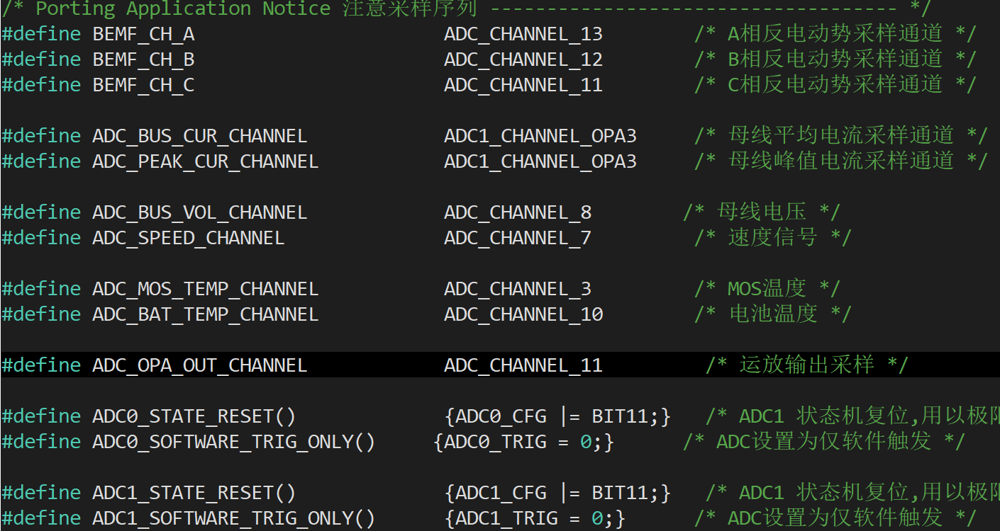 /* Porting Application Notice 注意采样序列 ------------------------------------ */
#define BEMF_CH_A ADC_CHANNEL_13 /* A相反电动势采样通道 */
#define BEMF_CH_B ADC_CHANNEL_12 /* B相反电动势采样通道 */
#define BEMF_CH_C ADC_CHANNEL_11 /* C相反电动势采样通道 */
#define ADC_BUS_CUR_CHANNEL ADC1_CHANNEL_OPA3 /* 母线平均电流采样通道 */
#define ADC_PEAK_CUR_CHANNEL ADC1_CHANNEL_OPA3 /* 母线峰值电流采样通道 */
#define ADC_BUS_VOL_CHANNEL ADC_CHANNEL_8 /* 母线电压 */
#define ADC_SPEED_CHANNEL ADC_CHANNEL_7 /* 速度信号 */
#define ADC_MOS_TEMP_CHANNEL ADC_CHANNEL_3 /* MOS温度 */
#define ADC_BAT_TEMP_CHANNEL ADC_CHANNEL_10 /* 电池温度 */
#define ADC_OPA_OUT_CHANNEL ADC_CHANNEL_11 /* 运放输出采样 */
#define ADC0_STATE_RESET() {ADC0_CFG |= BIT11;} /* ADC1 状态机复位,用以极限
#define ADC0_SOFTWARE_TRIG_ONLY() {ADC0_TRIG = 0;} /* ADC设置为仅软件触发 */
#define ADC1_STATE_RESET() {ADC1_CFG |= BIT11;} /* ADC1 状态机复位,用以极限
#define ADC1_SOFTWARE_TRIG_ONLY() {ADC1_TRIG = 0;} /* ADC设置为仅软件触发 */